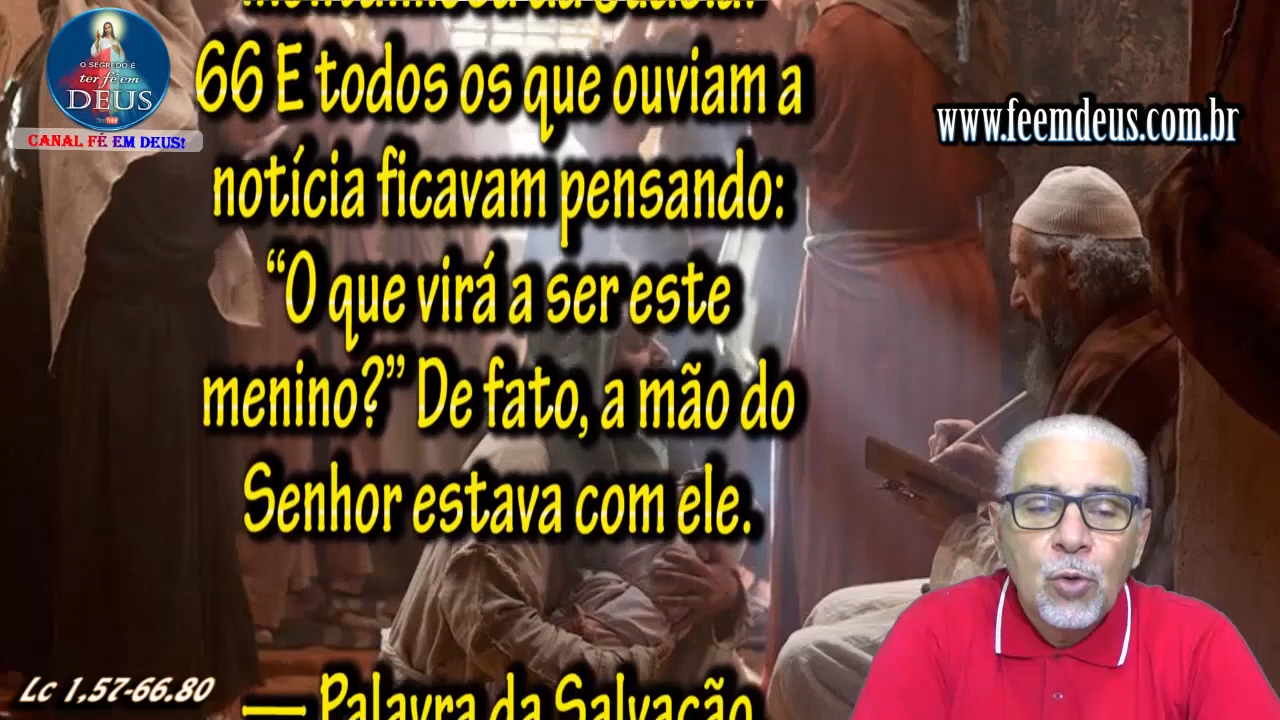 O SEGREDO É
ter fé em
DEUS
CANAL FÉ EM DEUS!
66 E todos os que ouviam a
notícia ficavam pensando:
“O que virá a ser este
menino?” De fato, a mão do
Senhor estava com ele.
— Palavra da Salvação
www.feemdeus.com.br
Lc 1,57-66.80